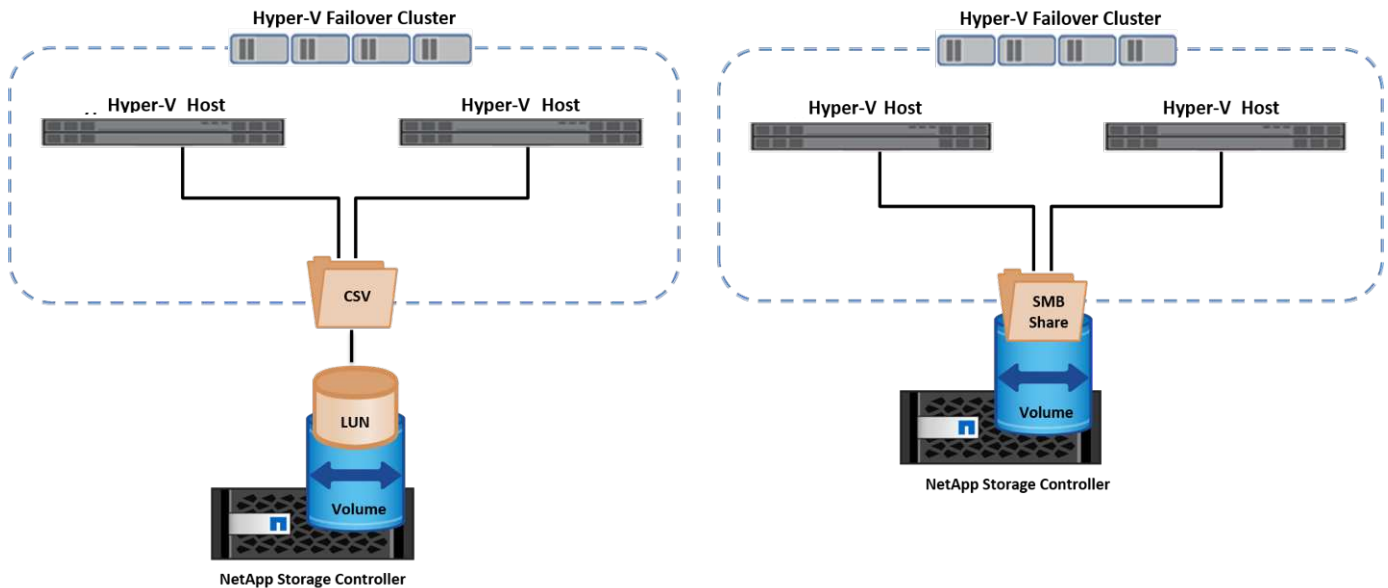 Hyper-V Failover Cluster
Hyper-V Host
Hyper-V Host
CSV
LUN
Volume
NetApp Storage Controller
Hyper-V Failover Cluster
Hyper-V Host
Hyper-V Host
SMB
Share
Volume
NetApp Storage Controller